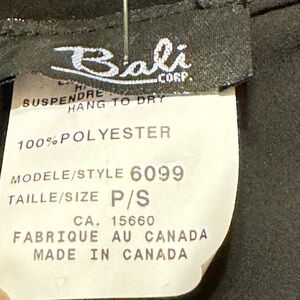 Bali
CORP.
SUSPENDRE
HANG TO DRY
100% POLYESTER
MODELE/STYLE 6099
TAILLE/SIZE P/S
CA. 15660
FABRIQUE AU CANADA
MADE IN CANADA